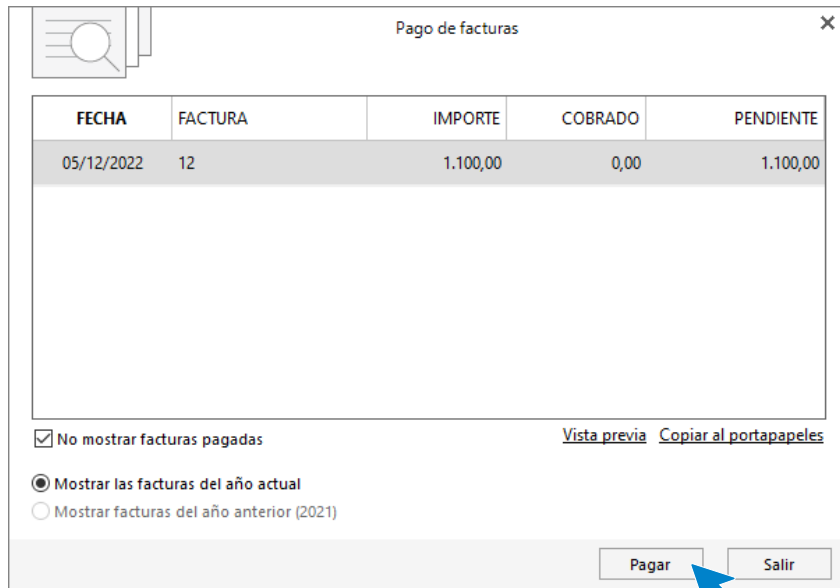 Pago de facturas
FECHA FACTURA IMPORTE COBRADO PENDIENTE
05/12/2022 12 1.100,00 0,00 1.100,00
No mostrar facturas pagadas Vista previa Copiar al portapapeles
Mostrar las facturas del año actual
Mostrar facturas del año anterior (2021)
Pagar Salir